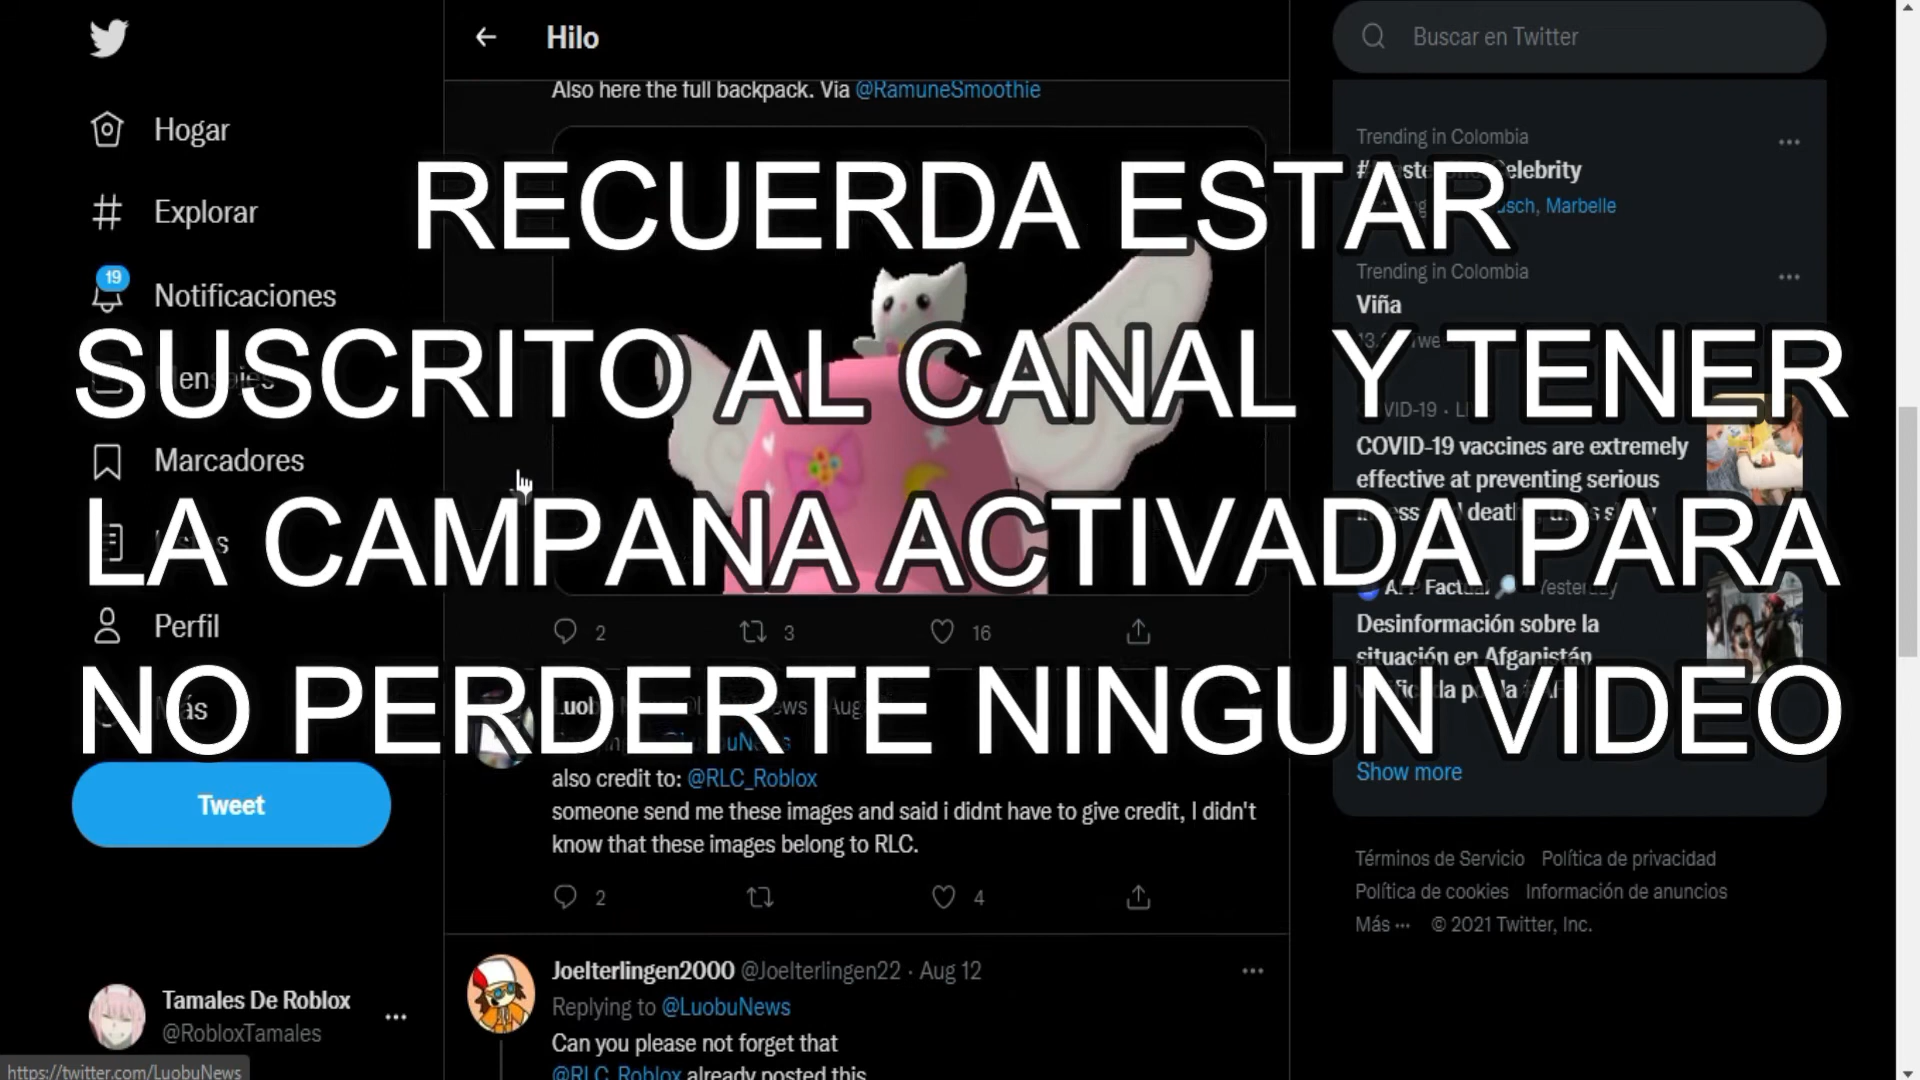 Hilo
Buscar en Twitter
Also here the full backpack. Via @RamuneSmoothie
Hogar
Explorar
19
Notificaciones
Marcadores
Perfil
Tweet
RECUERDA ESTAR
SUSCRITO AL CANAL Y TENER
LA CAMPANA ACTIVADA PARA
NO PERDERTE NINGUN VIDEO
2 3 16
also credit to: @RLC_Roblox
someone send me these images and said i didnt have to give credit, I didn't
know that these images belong to RLC.
2 4
Joelterlingen2000 @Joelterlingen22 · Aug 12
Replying to @LuobuNews
Can you please not forget that
@RLC_Roblox already posted this
Trending in Colombia
Marbelle
Trending in Colombia
Viña
COVID-19 vaccines are extremely
effective at preventing serious
Yesterday
Desinformación sobre la
situación en Afganistán
Show more
Términos de Servicio Política de privacidad
Política de cookies Información de anuncios
Más ··· © 2021 Twitter, Inc.
Tamales De Roblox
@RobloxTamales
https://twitter.com/LuobuNews